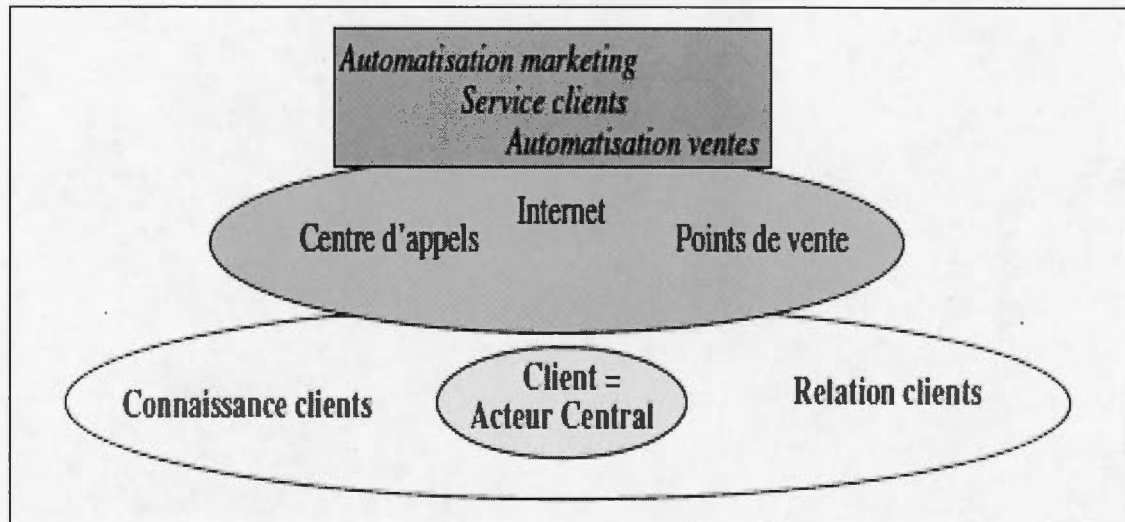 Automatisation marketing
Service clients
Automatisation ventes
Internet
Centre d'appels
Points de vente
Connaissance clients
Client =
Acteur Central
Relation clients